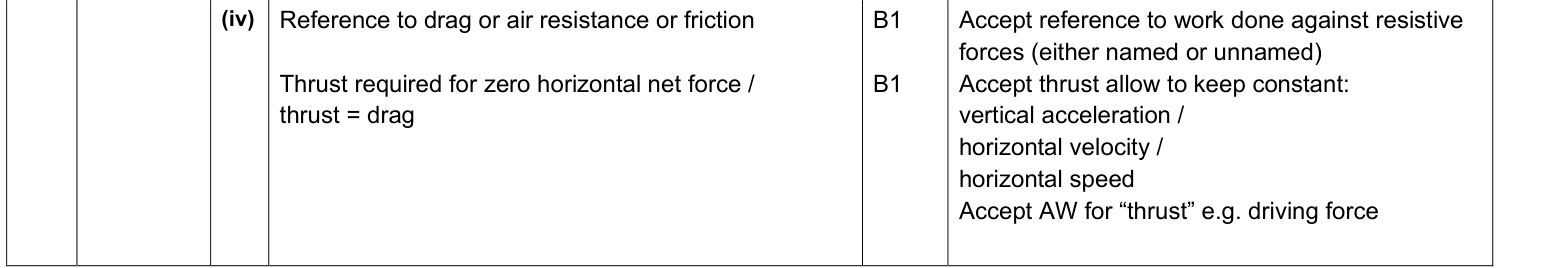 (iv) Reference to drag or air resistance or friction B1 Accept reference to work done against resistive
forces (either named or unnamed)
Thrust required for zero horizontal net force / B1 Accept thrust allow to keep constant:
thrust = drag vertical acceleration /
horizontal velocity /
horizontal speed
Accept AW for “thrust” e.g. driving force